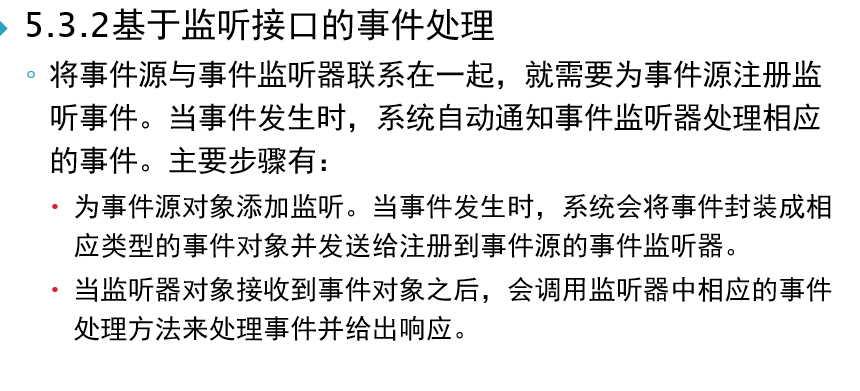 5.3.2基于监听接口的事件处理
将事件源与事件监听器联系在一起，就需要为事件源注册监
听事件。当事件发生时，系统自动通知事件监听器处理相应
的事件。主要步骤有：
为事件源对象添加监听。当事件发生时，系统会将事件封装成相
应类型的事件对象并发送给注册到事件源的事件监听器。
当监听器对象接收到事件对象之后，会调用监听器中相应的事件
处理方法来处理事件并给出响应。